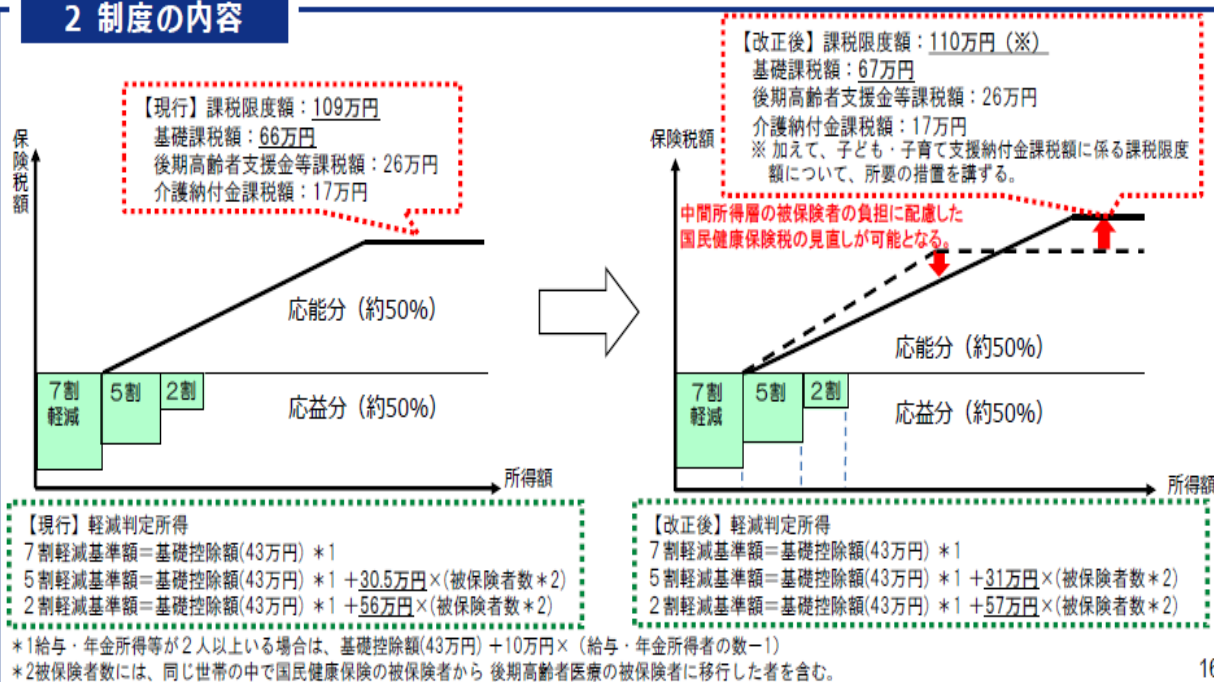 2 制度の内容
【現行】課税限度額：109万円
基礎課税額：66万円
後期高齢者支援金等課税額：26万円
介護納付金課税額：17万円
保険税額
応能分（約50%）
7割
軽減
5割
2割
応益分（約50%）
所得額
【改正後】課税限度額：110万円（※）
基礎課税額：67万円
後期高齢者支援金等課税額：26万円
介護納付金課税額：17万円
※ 加えて、子ども・子育て支援納付金課税額に係る課税限度
額について、所要の措置を講ずる。
保険税額
中間所得層の被保険者の負担に配慮した
国民健康保険税の見直しが可能となる。
応能分（約50%）
7割
軽減
5割
2割
応益分（約50%）
所得額
【現行】軽減判定所得
7割軽減基準額＝基礎控除額(43万円) ＊1
5割軽減基準額＝基礎控除額(43万円) ＊1 ＋30.5万円×(被保険者数＊2)
2割軽減基準額＝基礎控除額(43万円) ＊1 ＋56万円×(被保険者数＊2)
【改正後】軽減判定所得
7割軽減基準額＝基礎控除額(43万円) ＊1
5割軽減基準額＝基礎控除額(43万円) ＊1 ＋31万円×(被保険者数＊2)
2割軽減基準額＝基礎控除額(43万円) ＊1 ＋57万円×(被保険者数＊2)
＊1給与・年金所得等が２人以上いる場合は、基礎控除額(43万円)＋10万円×（給与・年金所得者の数－1）
＊2被保険者数には、同じ世帯の中で国民健康保険の被保険者から 後期高齢者医療の被保険者に移行した者を含む。
16